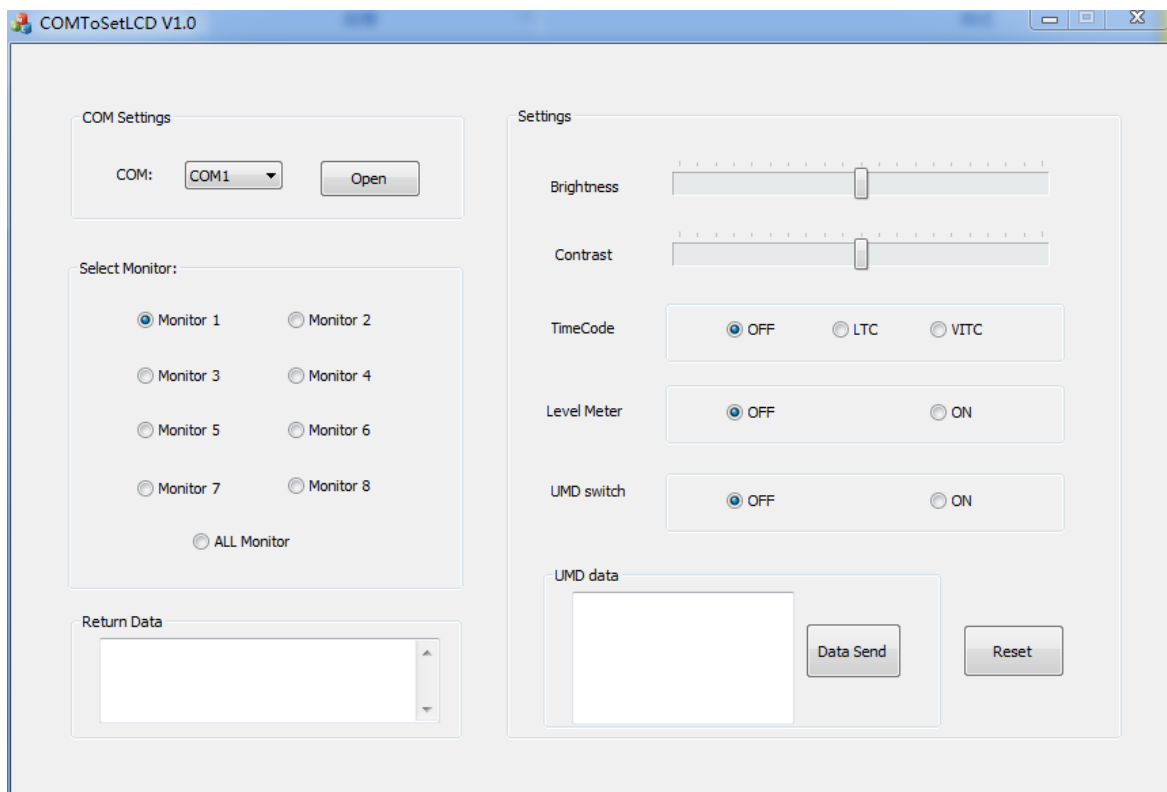 COMToSetLCD V1.0
COM Settings
COM:
COM1
Open
Select Monitor:
Monitor 1
Monitor 2
Monitor 3
Monitor 4
Monitor 5
Monitor 6
Monitor 7
Monitor 8
ALL Monitor
Return Data
Settings
Brightness
Contrast
TimeCode
OFF
LTC
VITC
Level Meter
OFF
ON
UMD switch
OFF
ON
UMD data
Data Send
Reset